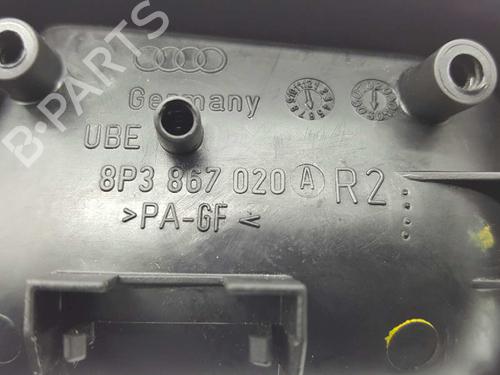 Germany
UBE
8P3 867 020 A R2
>PA-GF<
B-PARTS